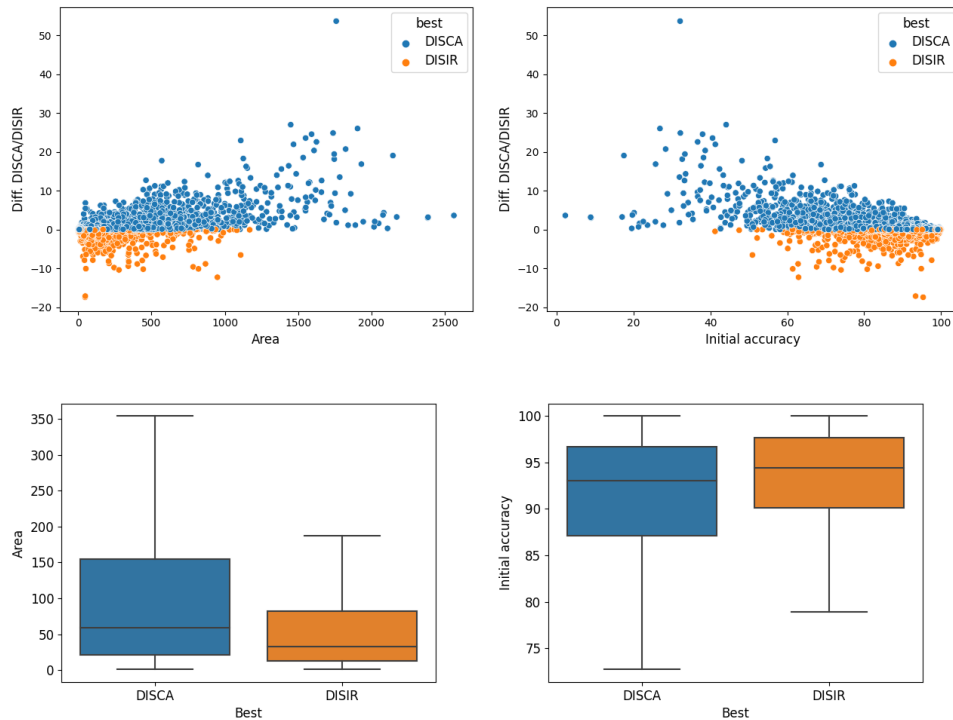 50
40
30
20
10
0
−10
−20
Diff. DISCA/DISIR
best
DISCA
DISIR
0
500
1000
1500
2000
2500
Area
50
40
30
20
10
0
−10
−20
Diff. DISCA/DISIR
best
DISCA
DISIR
0
20
40
60
80
100
Initial accuracy
350
300
250
200
150
100
50
0
Area
DISCA
DISIR
Best
100
95
90
85
80
75
Initial accuracy
DISCA
DISIR
Best